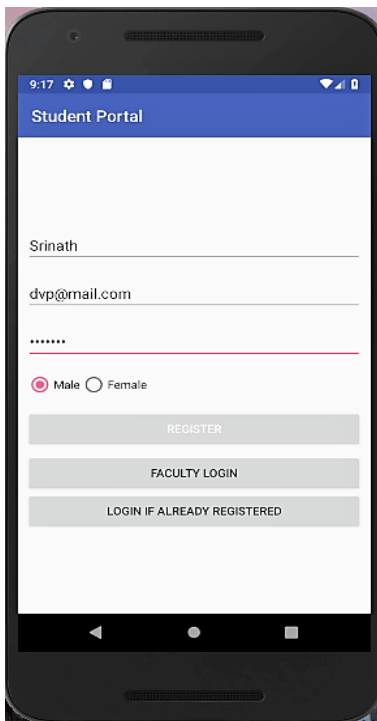 9:17
Student Portal
Srinath
dvp@mail.com
•••••••
Male Female
REGISTER
FACULTY LOGIN
LOGIN IF ALREADY REGISTERED